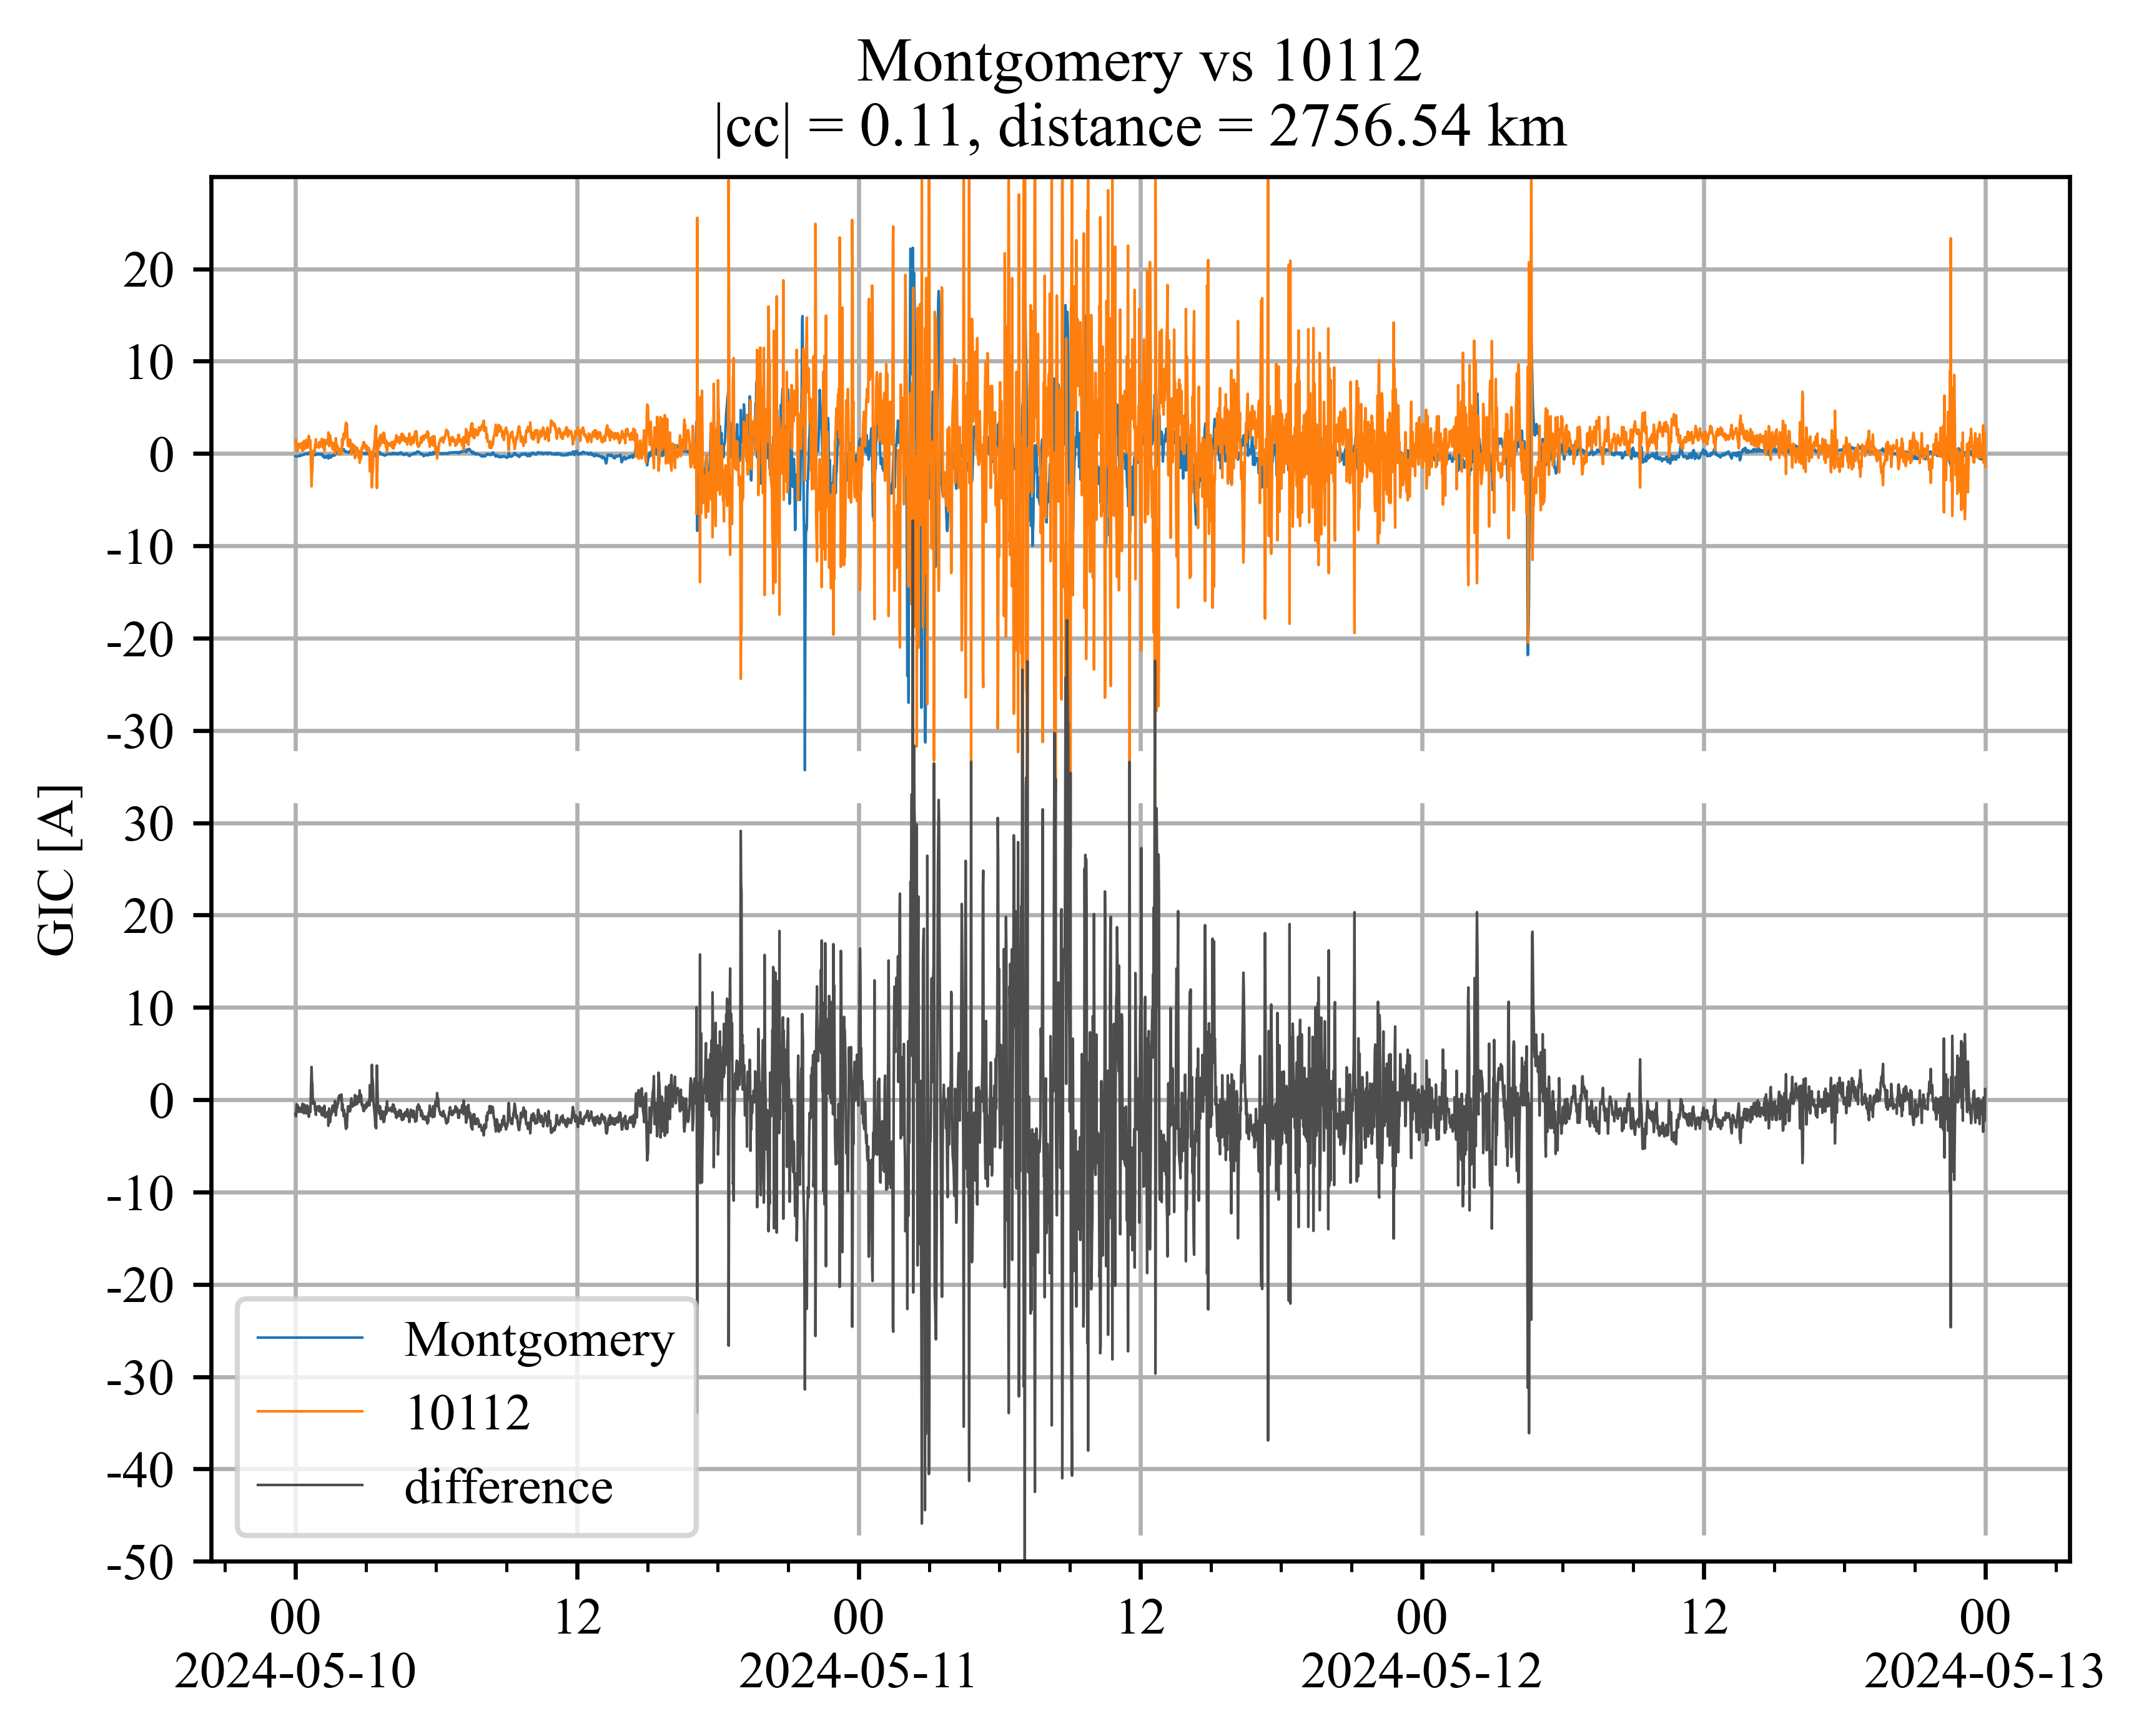 Montgomery vs 10112
|cc| = 0.11, distance = 2756.54 km
GIC [A]
20
10
0
-10
-20
-30
30
20
10
0
-10
-20
-30
-40
-50
Montgomery
10112
difference
00 12 00 12 00 12 00
2024-05-10 2024-05-11 2024-05-12 2024-05-13